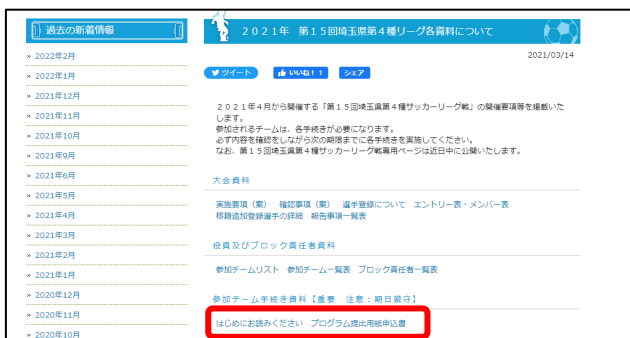 過去の新着情報
» 2022年2月
» 2022年1月
» 2021年12月
» 2021年11月
» 2021年10月
» 2021年9月
» 2021年6月
» 2021年5月
» 2021年4月
» 2021年3月
» 2021年2月
» 2021年1月
» 2020年12月
» 2020年11月
» 2020年10月
2021年 第15回埼玉県第4種リーグ各資料について
2021/03/14
ツイート いいね！ 1 シェア
2021年4月から開催する「第15回埼玉県第4種サッカーリーグ戦」の開催要項等を掲載いた
します。
参加されるチームは、各手続きが必要になります。
必ず内容を確認をしながら次の期限までに各手続きを実施してください。
なお、第15回埼玉県第4種サッカーリーグ戦専用ページは近日中に公開いたします。
大会資料
実施要項（案） 確認事項（案） 選手登録について エントリー表・メンバー表
移籍追加登録選手の詳細 報告事項一覧表
役員及びブロック責任者資料
参加チームリスト 参加チーム一覧表 ブロック責任者一覧表
参加チーム手続き資料【重要 注意：期日厳守】
はじめにお読みください プログラム提出用紙申込書